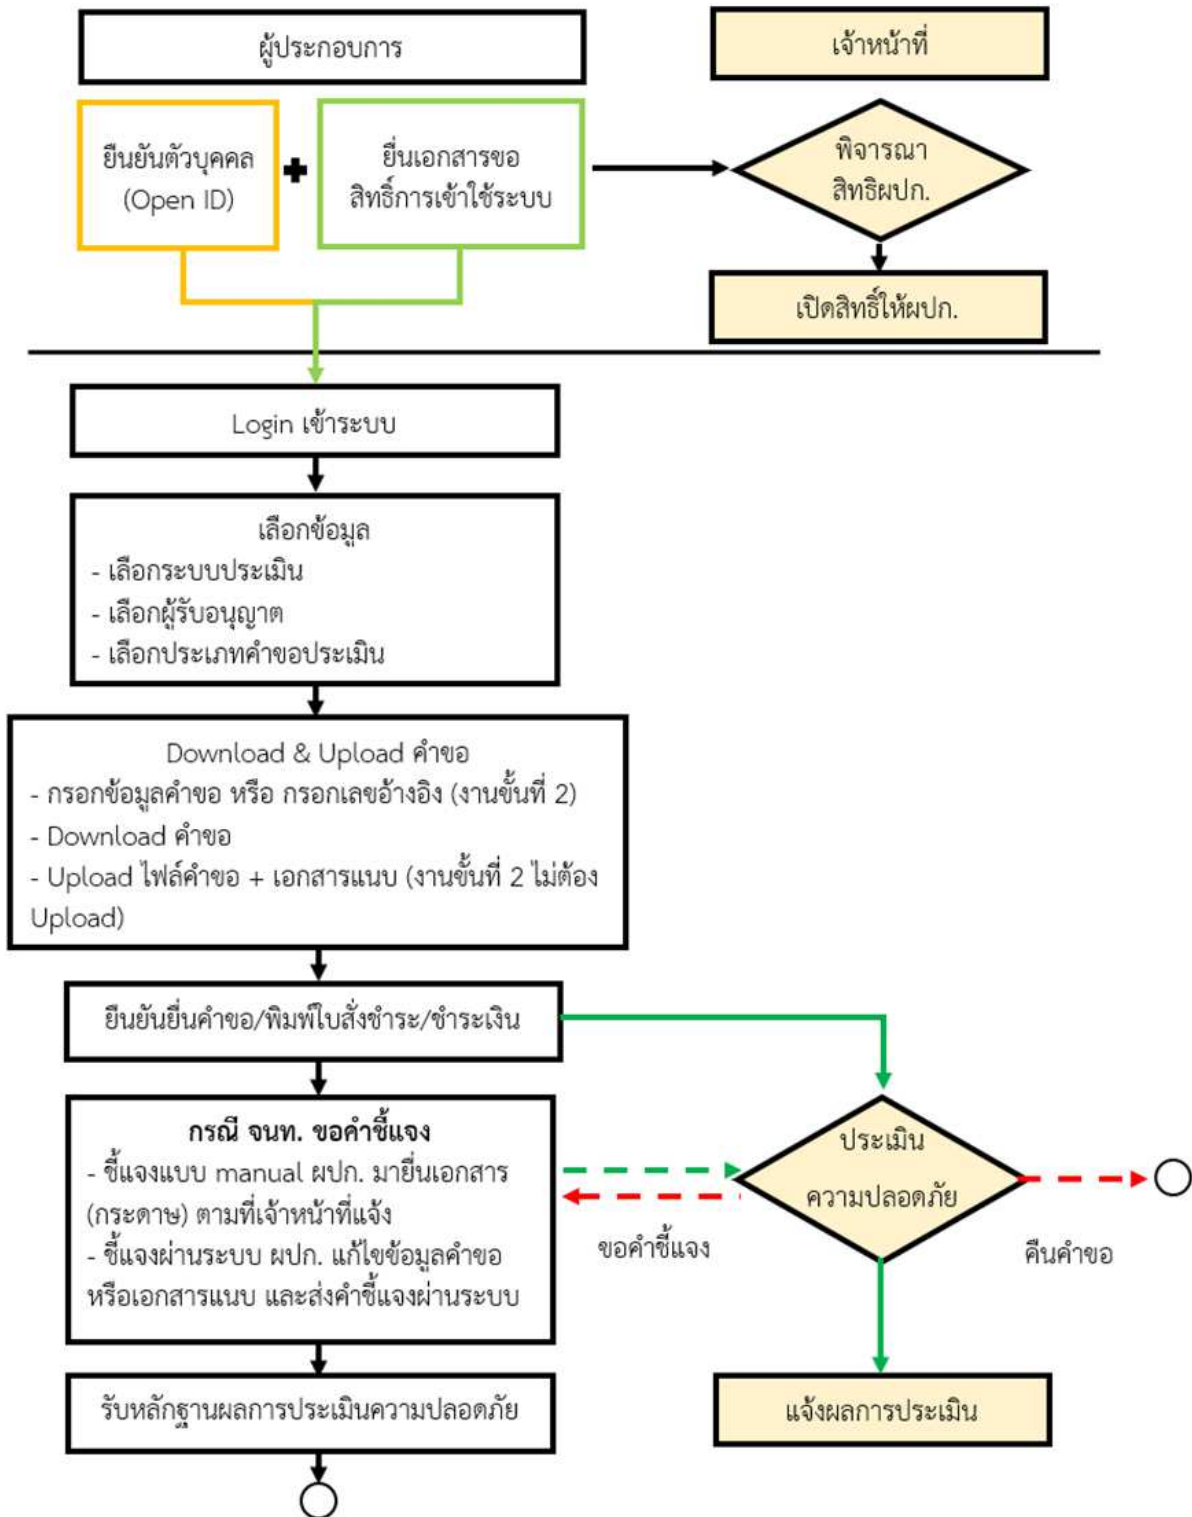 ผู้ประกอบการ
เจ้าหน้าที่
ยืนยันตัวบุคคล
(Open ID)
ยื่นเอกสารขอ
สิทธิ์การเข้าใช้ระบบ
พิจารณา
สิทธิผปก.
เปิดสิทธิ์ให้ผปก.
Login เข้าระบบ
เลือกข้อมูล
- เลือกระบบประเมิน
- เลือกผู้รับอนุญาต
- เลือกประเภทคำขอประเมิน
Download & Upload คำขอ
- กรอกข้อมูลคำขอ หรือ กรอกเลขอ้างอิง (งานขั้นที่ 2)
- Download คำขอ
- Upload ไฟล์คำขอ + เอกสารแนบ (งานขั้นที่ 2 ไม่ต้อง
Upload)
ยืนยันยื่นคำขอ/พิมพ์ใบสั่งชำระ/ชำระเงิน
กรณี จนท. ขอคำชี้แจง
- ชี้แจงแบบ manual ผปก. มายื่นเอกสาร
(กระดาษ) ตามที่เจ้าหน้าที่แจ้ง
- ชี้แจงผ่านระบบ ผปก. แก้ไขข้อมูลคำขอ
หรือเอกสารแนบ และส่งคำชี้แจงผ่านระบบ
ประเมิน
ความปลอดภัย
ขอคำชี้แจง
คืนคำขอ
รับหลักฐานผลการประเมินความปลอดภัย
แจ้งผลการประเมิน